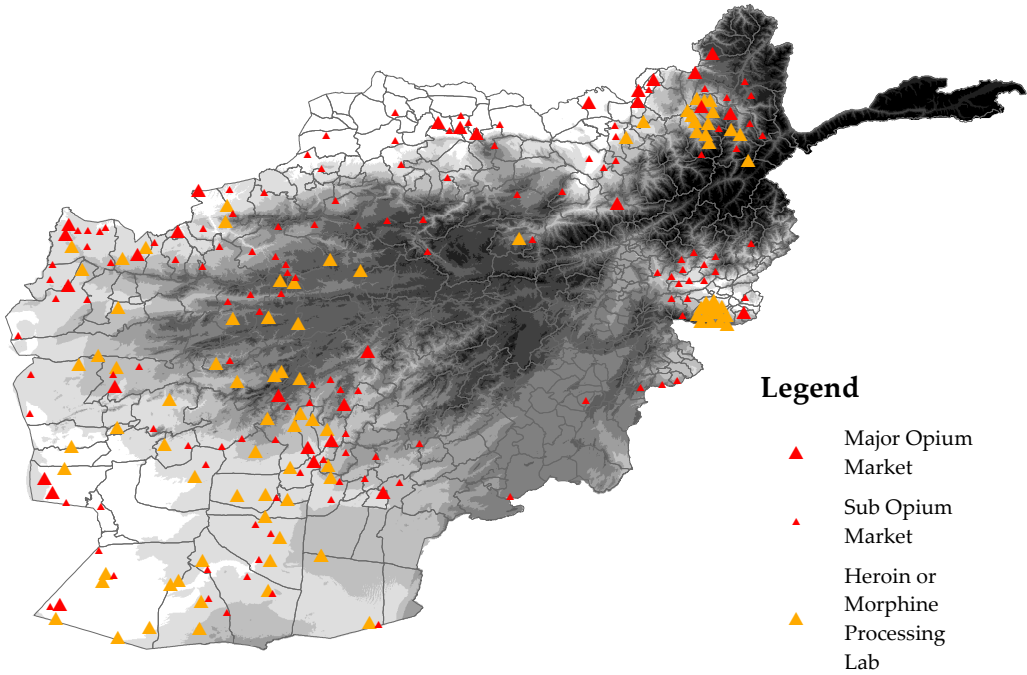 Legend
Major Opium
Market
Sub Opium
Market
Heroin or
Morphine
Processing
Lab